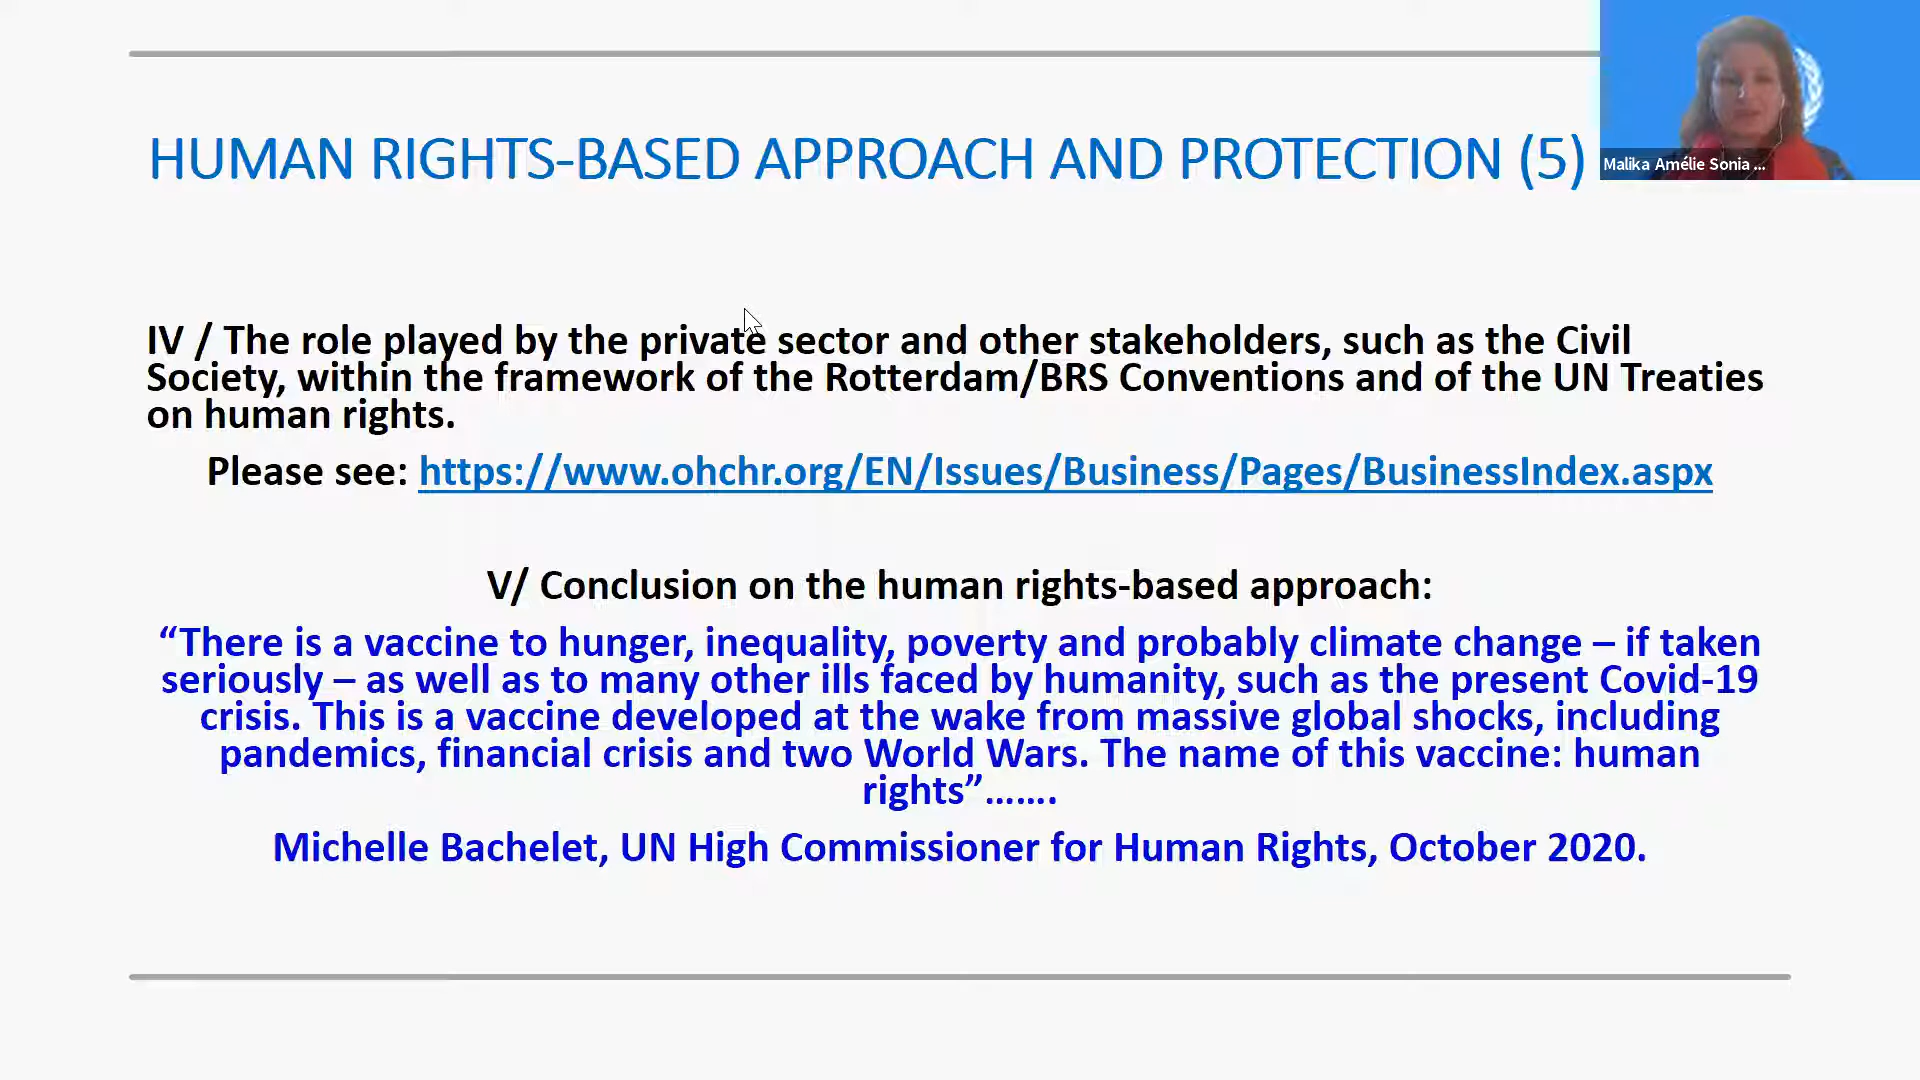 HUMAN RIGHTS-BASED APPROACH AND PROTECTION (5)
Malika Amélie Sonia ...
IV / The role played by the private sector and other stakeholders, such as the Civil
Society, within the framework of the Rotterdam/BRS Conventions and of the UN Treaties
on human rights.
Please see: https://www.ohchr.org/EN/Issues/Business/Pages/BusinessIndex.aspx
V/ Conclusion on the human rights-based approach:
“There is a vaccine to hunger, inequality, poverty and probably climate change – if taken
seriously – as well as to many other ills faced by humanity, such as the present Covid-19
crisis. This is a vaccine developed at the wake from massive global shocks, including
pandemics, financial crisis and two World Wars. The name of this vaccine: human
rights”…….
Michelle Bachelet, UN High Commissioner for Human Rights, October 2020.